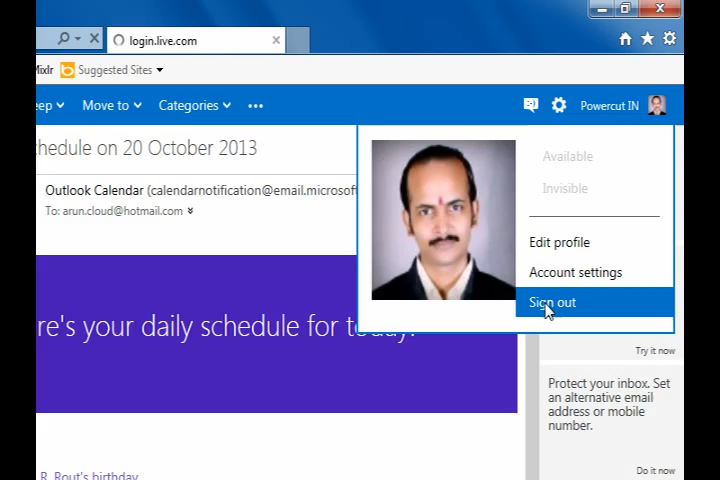 login.live.com
Mixlr Suggested Sites
eep Move to Categories
Powercut IN
hedule on 20 October 2013
Available
Invisible
Outlook Calendar (calendarnotification@email.microsoft
To: arun.cloud@hotmail.com
Edit profile
Account settings
Sign out
re's your daily schedule for today.
Try it now
Protect your inbox. Set
an alternative email
address or mobile
number.
Do it now
R. Rout's birthday